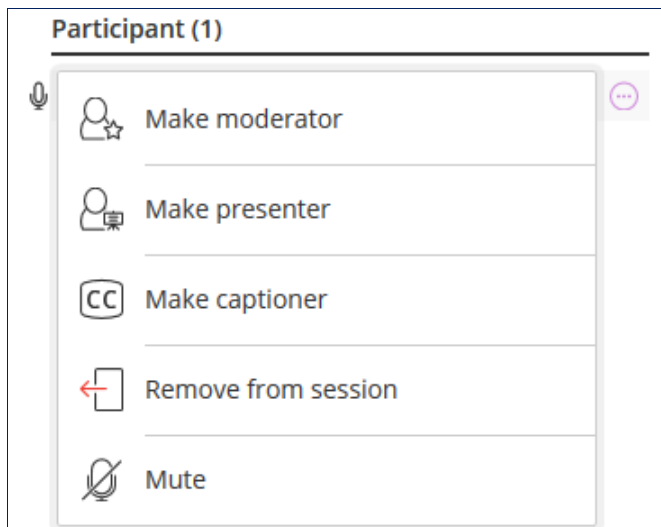 Participant (1)
Make moderator
Make presenter
CC Make captioner
Remove from session
Mute